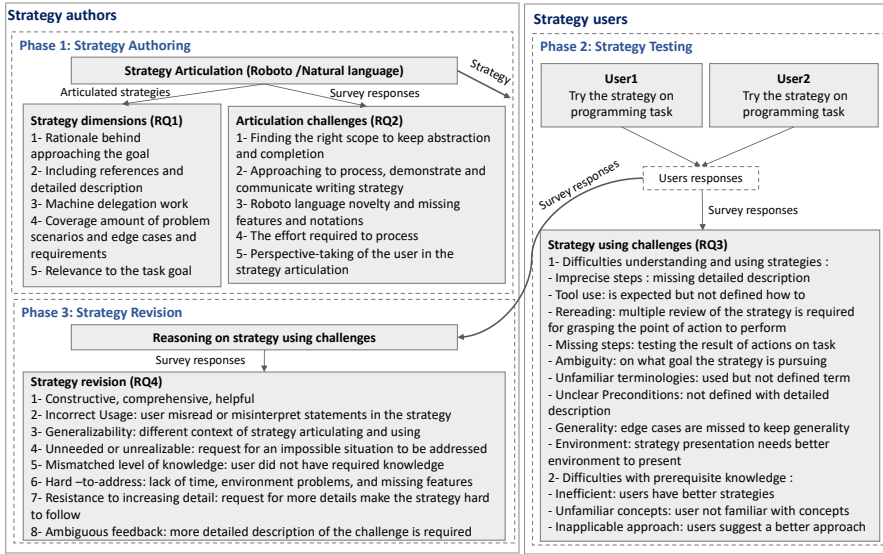 Strategy authors
Phase 1: Strategy Authoring
Strategy Articulation (Roboto /Natural language)
Strategy
Articulated strategies
Survey responses
Strategy dimensions (RQ1)
1- Rationale behind
approaching the goal
2- Including references and
detailed description
3- Machine delegation work
4- Coverage amount of problem
scenarios and edge cases and
requirements
5- Relevance to the task goal
Articulation challenges (RQ2)
1- Finding the right scope to keep abstraction
and completion
2- Approaching to process, demonstrate and
communicate writing strategy
3- Roboto language novelty and missing
features and notations
4- The effort required to process
5- Perspective-taking of the user in the
strategy articulation
Phase 3: Strategy Revision
Reasoning on strategy using challenges
Survey responses
Strategy revision (RQ4)
1- Constructive, comprehensive, helpful
2- Incorrect Usage: user misread or misinterpret statements in the strategy
3- Generalizability: different context of strategy articulating and using
4- Unneeded or unrealizable: request for an impossible situation to be addressed
5- Mismatched level of knowledge: user did not have required knowledge
6- Hard –to-address: lack of time, environment problems, and missing features
7- Resistance to increasing detail: request for more details make the strategy hard
to follow
8- Ambiguous feedback: more detailed description of the challenge is required
Strategy users
Phase 2: Strategy Testing
User1
Try the strategy on
programming task
User2
Try the strategy on
programming task
Survey responses
Users responses
Survey responses
Strategy using challenges (RQ3)
1- Difficulties understanding and using strategies :
- Imprecise steps : missing detailed description
- Tool use: is expected but not defined how to
- Rereading: multiple review of the strategy is required
for grasping the point of action to perform
- Missing steps: testing the result of actions on task
- Ambiguity: on what goal the strategy is pursuing
- Unfamiliar terminologies: used but not defined term
- Unclear Preconditions: not defined with detailed
description
- Generality: edge cases are missed to keep generality
- Environment: strategy presentation needs better
environment to present
2- Difficulties with prerequisite knowledge :
- Inefficient: users have better strategies
- Unfamiliar concepts: user not familiar with concepts
- Inapplicable approach: users suggest a better approach